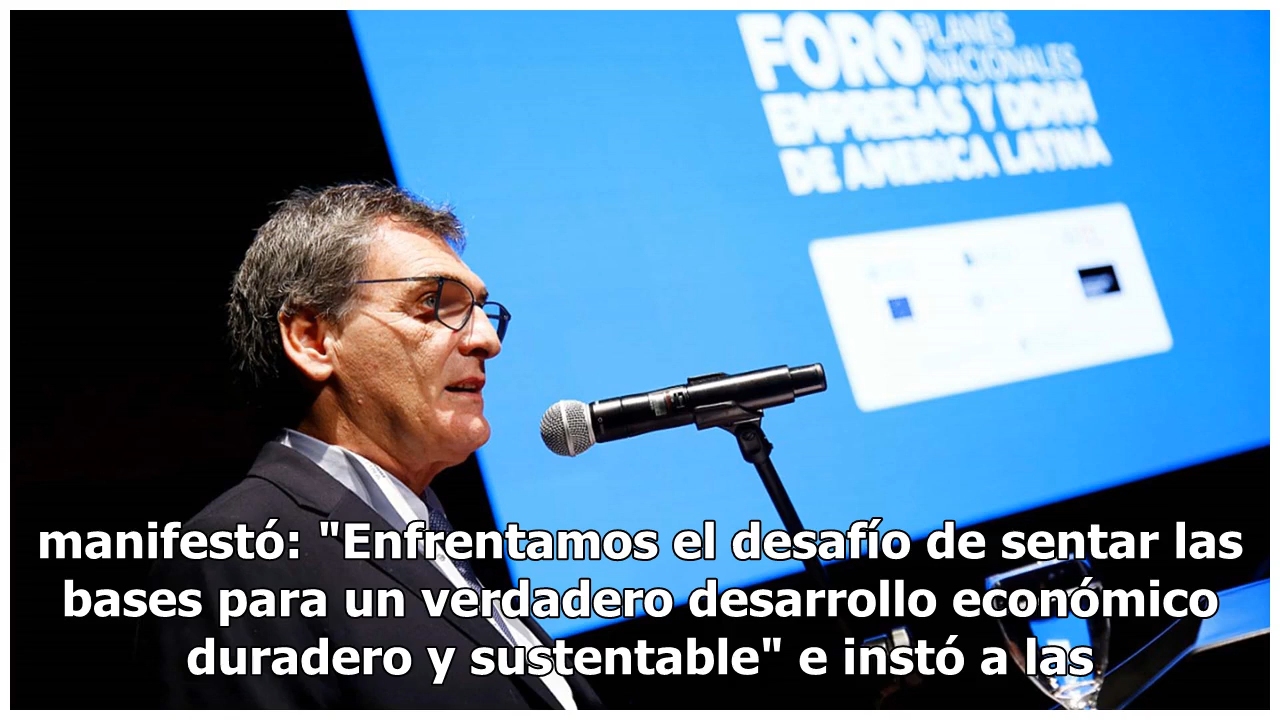 FORO PLANES
NACIONALES
EMPRESAS Y DDHH
DE AMERICA LATINA
manifestó: "Enfrentamos el desafío de sentar las
bases para un verdadero desarrollo económico
duradero y sustentable" e instó a las